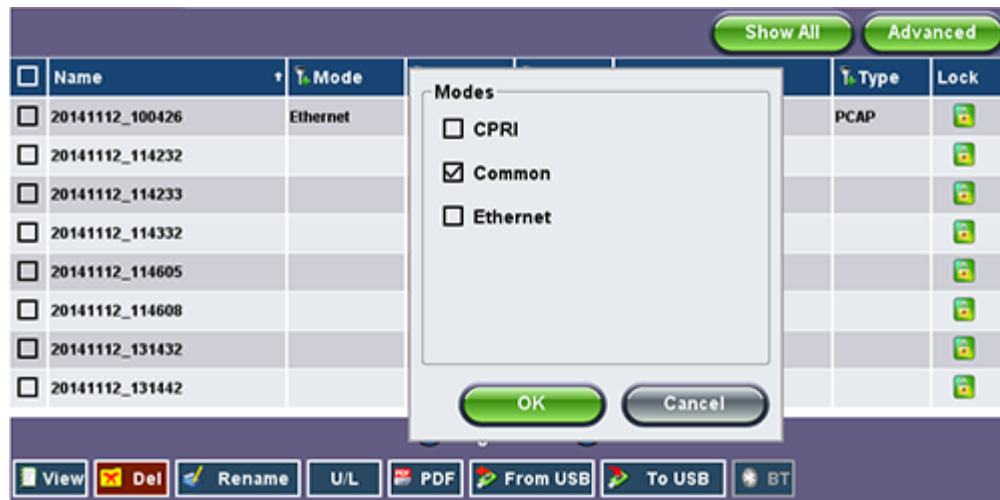 Show All Advanced
Name Mode Type Lock
Modes
CPRI
Common
Ethernet
OK Cancel
20141112_100426 Ethernet PCAP
20141112_114232
20141112_114233
20141112_114332
20141112_114605
20141112_114608
20141112_131432
20141112_131442
View Del Rename U/L PDF From USB To USB BT